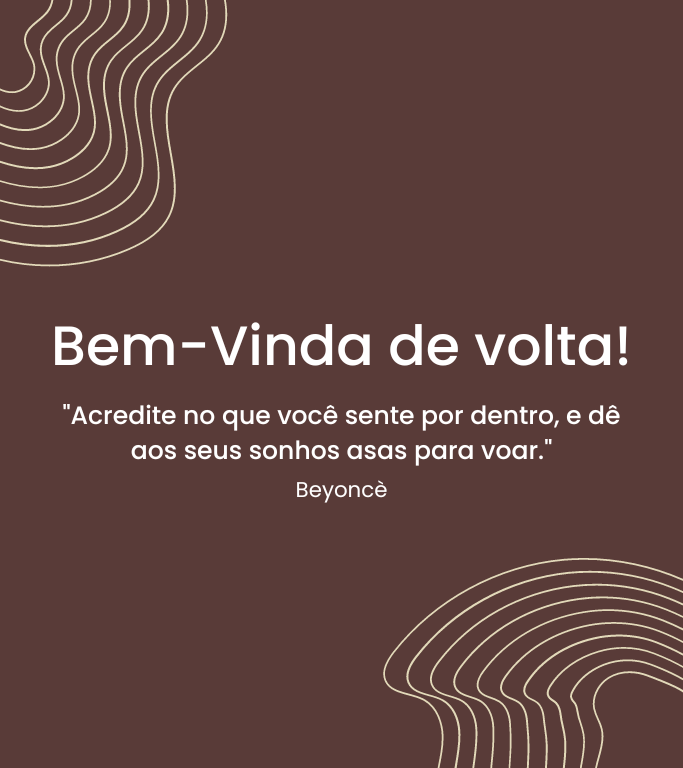 Bem-Vinda de volta!
"Acredite no que você sente por dentro, e dê
aos seus sonhos asas para voar."
Beyoncè